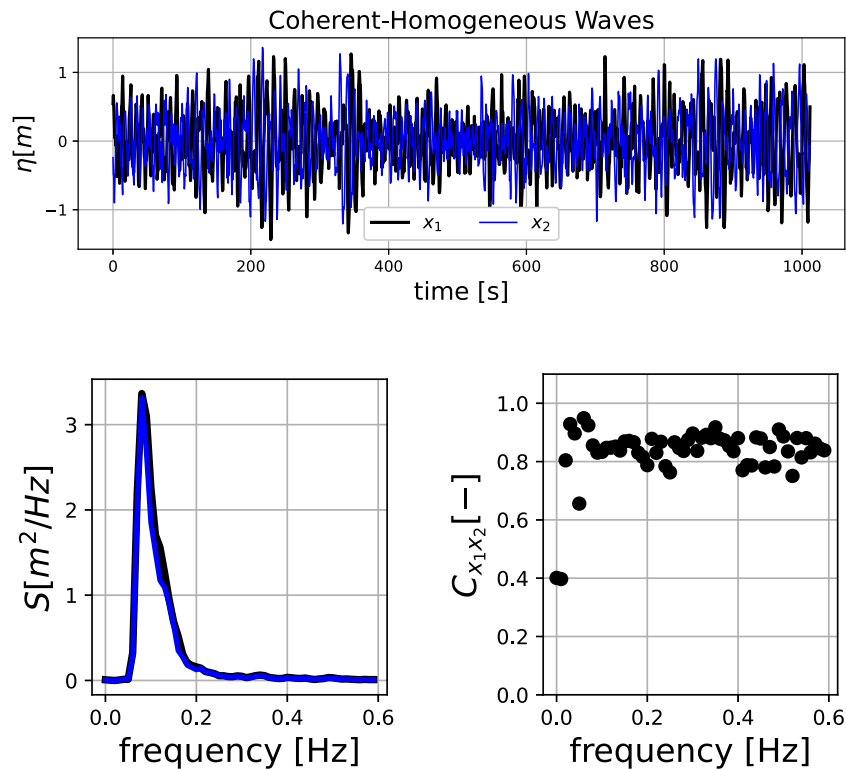 Coherent-Homogeneous Waves
η[m]
1
0
−1
x₁ x₂
0 200 400 600 800 1000
time [s]
S[m²/Hz]
3
2
1
0
0.0 0.2 0.4 0.6
frequency [Hz]
C_{x₁x₂}[−]
1.0
0.8
0.6
0.4
0.2
0.0
0.0 0.2 0.4 0.6
frequency [Hz]